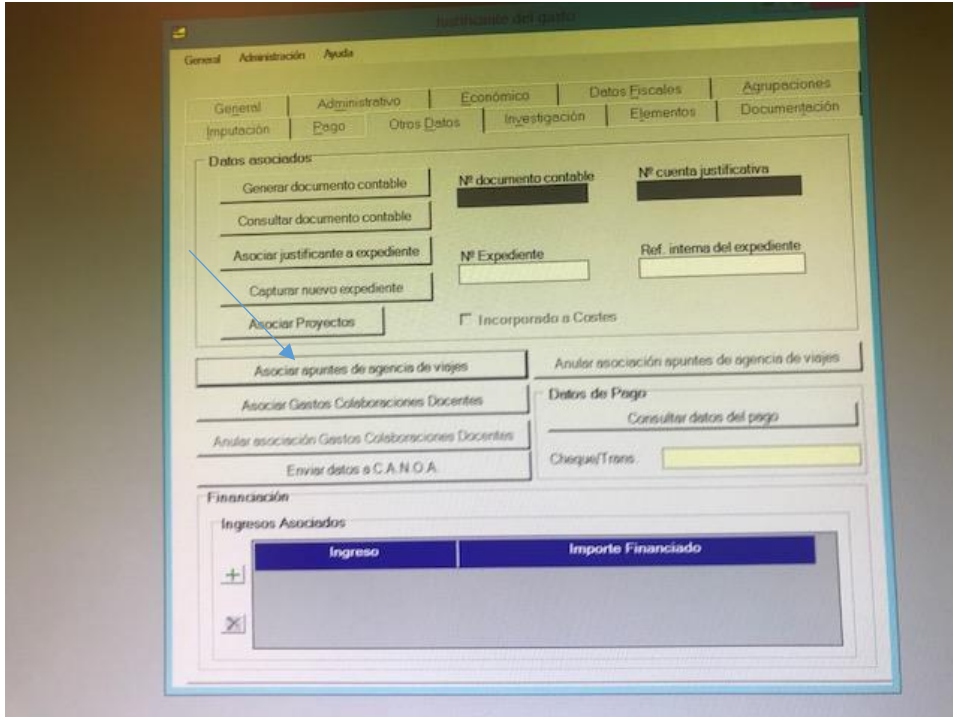 Justificante del gasto
General Administración Ayuda
General Administrativo Económico Datos Fiscales Agrupaciones
Imputación Pago Otros Datos Investigación Elementos Documentación
Datos asociados
Generar documento contable Nº documento contable Nº cuenta justificativa
Consultar documento contable
Asociar justificante a expediente Nº Expediente Ref. interna del expediente
Capturar nuevo expediente
Asociar Proyectos Incorporado a Costes
Asociar apuntes de agencia de viajes Anular asociación apuntes de agencia de viajes
Asociar Gastos Colaboraciones Docentes Datos de Pago
Consultar datos del pago
Anular asociación Gastos Colaboraciones Docentes
Enviar datos a C.A.N.O.A. Cheque/Trans.
Financiación
Ingresos Asociados
Ingreso Importe Financiado